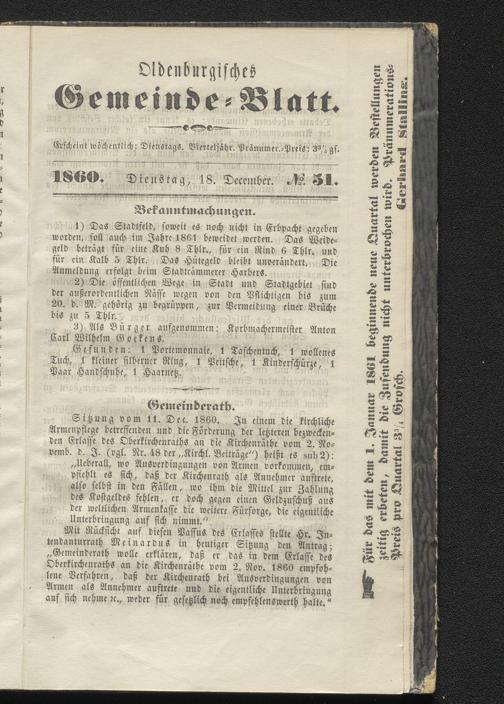 Oldenburgisches
Gemeinde-Blatt.
Erscheint wöchentlich: Dienstags. Vierteljähr. Pränumer.-Preis: 3¾ gs.
1860. Dienstag, 18. December. № 51.
Bekanntmachungen.
1) Das Stadtfeld, soweit es noch nicht in Erbpacht gegeben
worden, soll auch im Jahre 1861 beweidet werden. Das Weide-
geld beträgt für eine Kuh 8 Thlr., für ein Rind 6 Thlr. und
für ein Kalb 5 Thlr. Das Hütegeld bleibt unverändert. Die
Anmeldung erfolgt beim Stadtkämmerer Harbers.
2) Die öffentlichen Wege in Stadt und Stadtgebiet sind
der außerordentlichen Nässe wegen von den Pflichtigen bis zum
20. d. M. gehörig zu begrüppen, zur Vermeidung einer Brüche
bis zu 5 Thlr.
3) Als Bürger aufgenommen: Korbmachermeister Anton
Carl Wilhelm Goekens.
Gefunden: 1 Portemonnaie, 1 Taschentuch, 1 wollenes
Tuch, 1 kleiner silberner Ring, 1 Peitsche, 1 Kinderschürze, 1
Paar Handschuhe, 1 Haarnetz.
Gemeinderath.
Sitzung vom 11. Dec. 1860. In einem die kirchliche
Armenpflege betreffenden und die Förderung der letzteren bezwecken-
den Erlasse des Oberkirchenraths an die Kirchenräthe vom 2. No-
vemb. d. J. (vgl. Nr. 48 der „Kirchl. Beiträge") heißt es sub 2):
„Ueberall, wo Ausverdingungen von Armen vorkommen, em-
pfiehlt es sich, daß der Kirchenrath als Annehmer auftrete,
also selbst in den Fällen, wo ihm die Mittel zur Zahlung
des Kostgeldes fehlen, er doch gegen einen Geldzuschuß aus
der weltlichen Armenkasse die weitere Fürsorge, die eigentliche
Unterbringung auf sich nimmt."
Mit Rücksicht auf diesen Passus des Erlasses stellte Hr. In-
tendanturrath Meinardus in heutiger Sitzung den Antrag:
„Gemeinderath wolle erklären, daß er das in dem Erlasse des
Oberkirchenraths an die Kirchenräthe vom 2. Nov. 1860 empfoh-
lene Verfahren, daß der Kirchenrath bei Ausverdingungen von
Armen als Annehmer auftrete und die eigentliche Unterbringung
auf sich nehme ꝛc., weder für gesetzlich noch empfehlenswerth halte."
Für das mit dem 1. Januar 1861 beginnende neue Quartal werden Bestellungen
zeitig erbeten, damit die Zusendung nicht unterbrochen wird. Pränumerations-
Preis pro Quartal 3¾ Grosch. Gerhard Stalling.